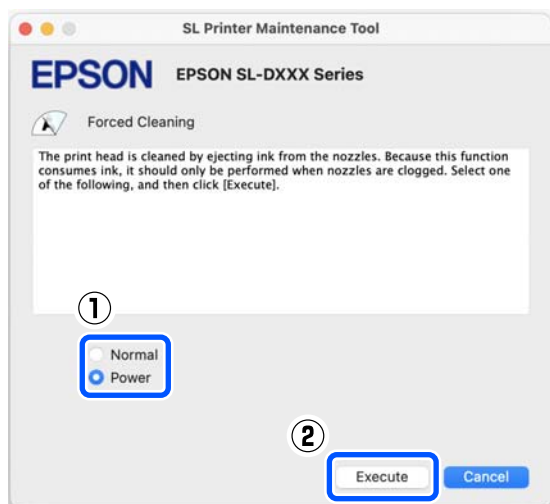 SL Printer Maintenance Tool
EPSON EPSON SL-DXXX Series
Forced Cleaning
The print head is cleaned by ejecting ink from the nozzles. Because this function
consumes ink, it should only be performed when nozzles are clogged. Select one
of the following, and then click [Execute].
①
Normal
Power
②
Execute Cancel